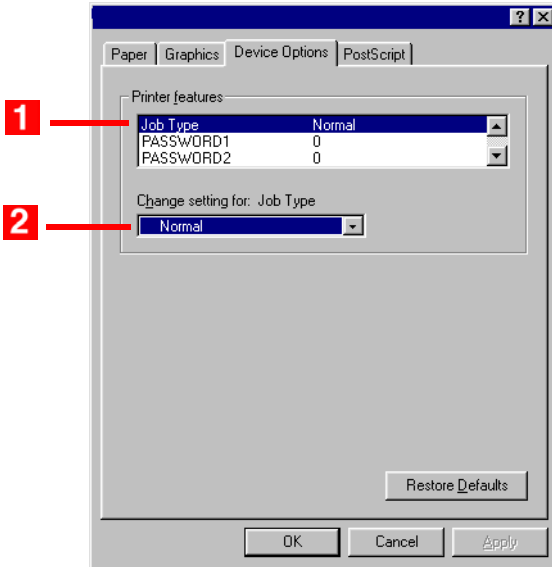 ? X
Paper Graphics Device Options PostScript
Printer features
1
Job Type Normal
PASSWORD1 0
PASSWORD2 0
Change setting for: Job Type
2
Normal
Restore Defaults
OK Cancel Apply